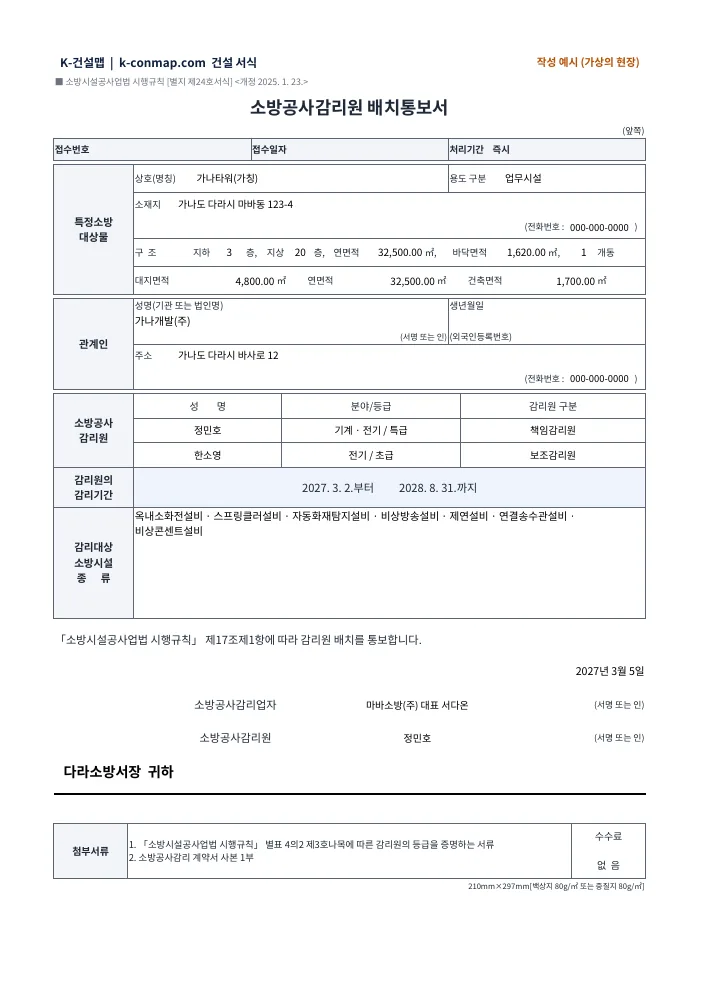 K-건설맵 | k-conmap.com 건설 서식
작성 예시 (가상의 현장)
■ 소방시설공사업법 시행규칙 [별지 제24호서식] <개정 2025. 1. 23.>
소방공사감리원 배치통보서
(앞쪽)
접수번호 접수일자 처리기간 즉시
특정소방
대상물
상호(명칭) 가나타워(가칭) 용도 구분 업무시설
소재지 가나도 다라시 마바동 123-4
(전화번호 : 000-000-0000 )
구 조 지하 3 층, 지상 20 층, 연면적 32,500.00 ㎡, 바닥면적 1,620.00 ㎡, 1 개동
대지면적 4,800.00 ㎡ 연면적 32,500.00 ㎡ 건축면적 1,700.00 ㎡
관계인
성명(기관 또는 법인명) 생년월일
가나개발(주)
(서명 또는 인) (외국인등록번호)
주소 가나도 다라시 바사로 12
(전화번호 : 000-000-0000 )
소방공사
감리원
성 명 분야/등급 감리원 구분
정민호 기계 · 전기 / 특급 책임감리원
한소영 전기 / 초급 보조감리원
감리원의
감리기간
2027. 3. 2.부터 2028. 8. 31.까지
감리대상
소방시설
종 류
옥내소화전설비 · 스프링클러설비 · 자동화재탐지설비 · 비상방송설비 · 제연설비 · 연결송수관설비 ·
비상콘센트설비
「소방시설공사업법 시행규칙」 제17조제1항에 따라 감리원 배치를 통보합니다.
2027년 3월 5일
소방공사감리업자 마바소방(주) 대표 서다온 (서명 또는 인)
소방공사감리원 정민호 (서명 또는 인)
다라소방서장 귀하
첨부서류
1. 「소방시설공사업법 시행규칙」 별표 4의2 제3호나목에 따른 감리원의 등급을 증명하는 서류
2. 소방공사감리 계약서 사본 1부
수수료
없 음
210mm×297mm[백상지 80g/㎡ 또는 중질지 80g/㎡]